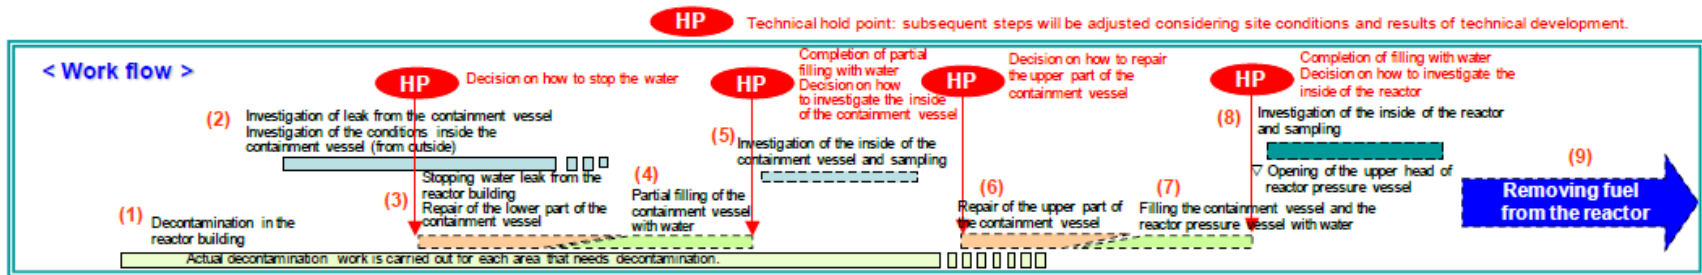 HP
Technical hold point: subsequent steps will be adjusted considering site conditions and results of technical development.
< Work flow >
HP
Decision on how to stop the water
HP
Completion of partial
filling with water
Decision on how
to investigate the inside
of the containment vessel
HP
Decision on how to repair
the upper part of the
containment vessel
HP
Completion of filling with water
Decision on how to investigate the
inside of the reactor
(2)
Investigation of leak from the containment vessel
Investigation of the conditions inside the
containment vessel (from outside)
(5)
Investigation of the inside of the
containment vessel and sampling
(8)
Investigation of the inside of the reactor
and sampling
▽ Opening of the upper head of
reactor pressure vessel
(9)
Removing fuel
from the reactor
(3)
Stopping water leak from the
reactor building
Repair of the lower part of the
containment vessel
(4)
Partial filling of the
containment vessel
with water
(6)
Repair of the upper part of
the containment vessel
(7)
Filling the containment vessel and the
reactor pressure vessel with water
(1)
Decontamination in the
reactor building
Actual decontamination work is carried out for each area that needs decontamination.